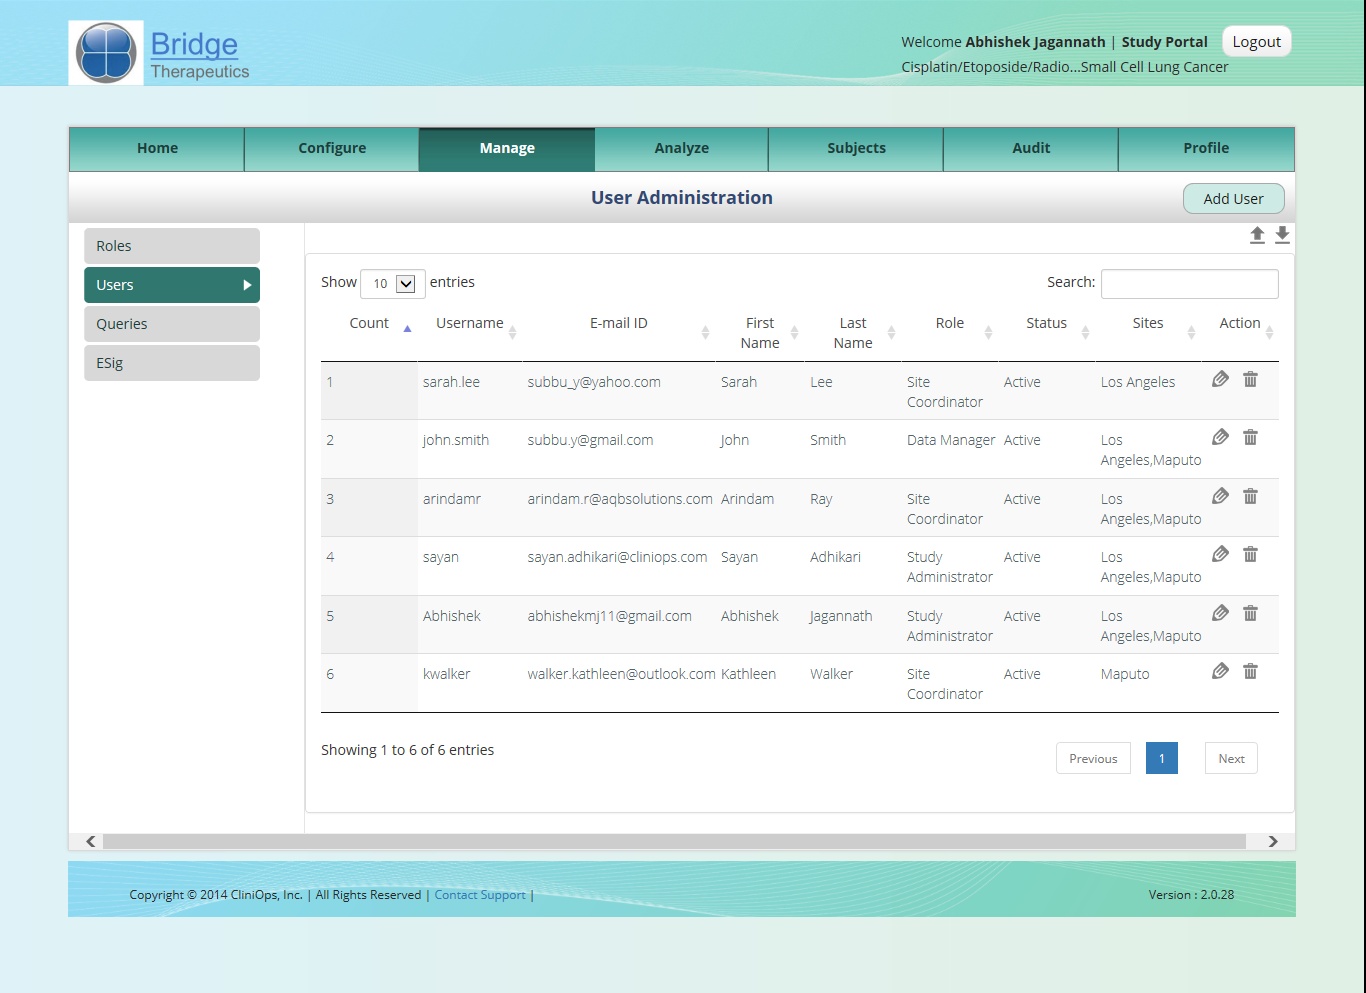 Bridge
Therapeutics
Welcome Abhishek Jagannath | Study Portal Logout
Cisplatin/Etoposide/Radio...Small Cell Lung Cancer
Home Configure Manage Analyze Subjects Audit Profile
User Administration Add User
Roles
Users
Queries
ESig
Show 10 entries Search:
Count Username E-mail ID First Name Last Name Role Status Sites Action
1 sarah.lee subbu_y@yahoo.com Sarah Lee Site Coordinator Active Los Angeles
2 john.smith subbu.y@gmail.com John Smith Data Manager Active Los Angeles,Maputo
3 arindamr arindam.r@aqbsolutions.com Arindam Ray Site Coordinator Active Los Angeles,Maputo
4 sayan sayan.adhikari@cliniops.com Sayan Adhikari Study Administrator Active Los Angeles,Maputo
5 Abhishek abhishekmj11@gmail.com Abhishek Jagannath Study Administrator Active Los Angeles,Maputo
6 kwalker walker.kathleen@outlook.com Kathleen Walker Site Coordinator Active Maputo
Showing 1 to 6 of 6 entries Previous 1 Next
Copyright © 2014 CliniOps, Inc. | All Rights Reserved | Contact Support | Version : 2.0.28